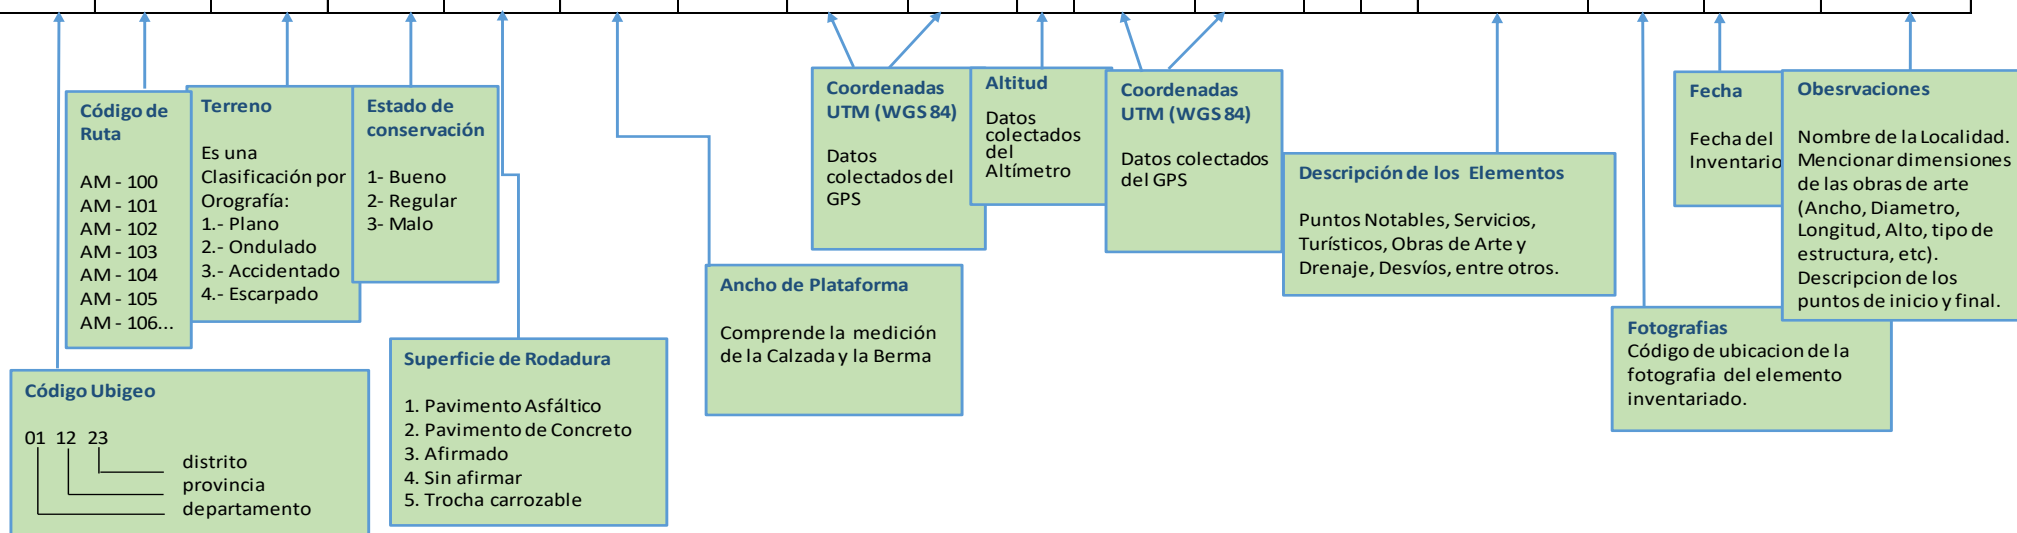 Código de
Ruta
AM - 100
AM - 101
AM - 102
AM - 103
AM - 104
AM - 105
AM - 106...
Terreno
Es una
Clasificación por
Orografía:
1.- Plano
2.- Ondulado
3.- Accidentado
4.- Escarpado
Estado de
conservación
1- Bueno
2- Regular
3- Malo
Coordenadas
UTM (WGS 84)
Datos
colectados del
GPS
Altitud
Datos
colectados
del
Altímetro
Coordenadas
UTM (WGS 84)
Datos colectados
del GPS
Descripción de los Elementos
Puntos Notables, Servicios,
Turísticos, Obras de Arte y
Drenaje, Desvíos, entre otros.
Fecha
Fecha del
Inventario
Obesrvaciones
Nombre de la Localidad.
Mencionar dimensiones
de las obras de arte
(Ancho, Diametro,
Longitud, Alto, tipo de
estructura, etc).
Descripcion de los
puntos de inicio y final.
Ancho de Plataforma
Comprende la medición
de la Calzada y la Berma
Fotografias
Código de ubicacion de la
fotografia del elemento
inventariado.
Superficie de Rodadura
1. Pavimento Asfáltico
2. Pavimento de Concreto
3. Afirmado
4. Sin afirmar
5. Trocha carrozable
Código Ubigeo
01 12 23
distrito
provincia
departamento